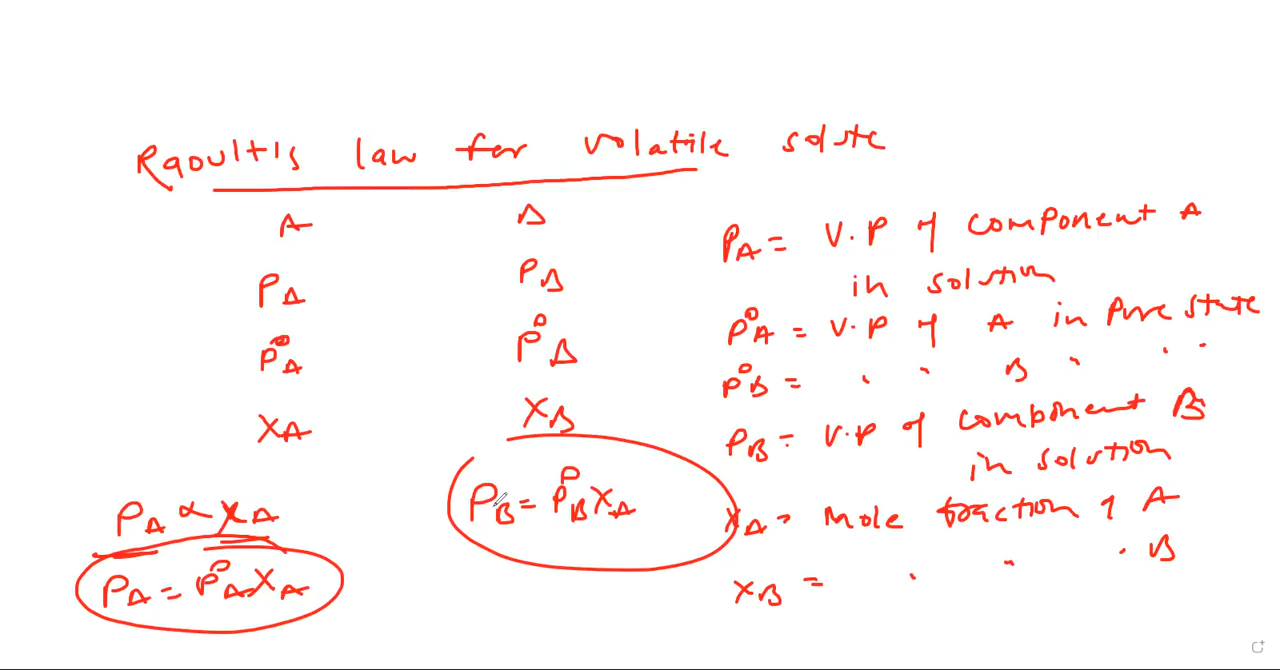 Raoult's law for volatile solute
A B
PA PB
P°A P°B
XA XB
PA ∝ XA
PA = P°A XA
PB = P°B XA
PA = V.P of component A
in solution
P°A = V.P of A in Pure state
P°B = . . B . . .
PB = V.P of component B
in solution
XA = Mole fraction of A
XB = . . . B